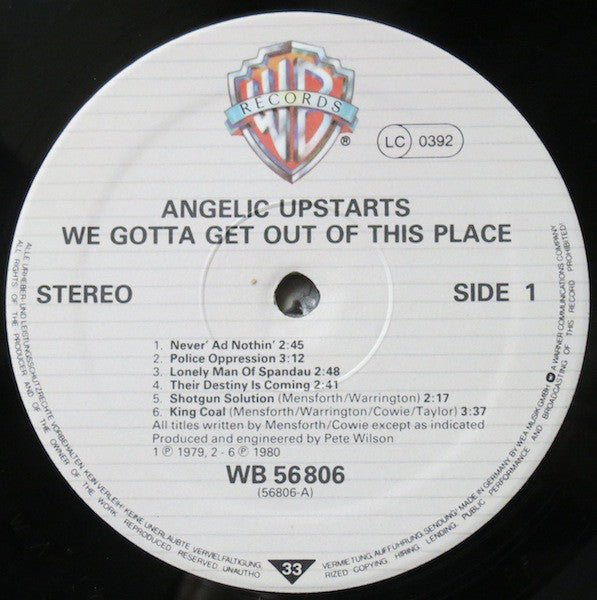 WB
RECORDS
®
LC 0392
ANGELIC UPSTARTS
WE GOTTA GET OUT OF THIS PLACE
STEREO
SIDE 1
1. Never' Ad Nothin' 2:45
2. Police Oppression 3:12
3. Lonely Man Of Spandau 2:48
4. Their Destiny Is Coming 2:41
5. Shotgun Solution (Mensforth/Warrington) 2:17
6. King Coal (Mensforth/Warrington/Cowie/Taylor) 3:37
All titles written by Mensforth/Cowie except as indicated
Produced and engineered by Pete Wilson
1 ℗ 1979, 2 - 6 ℗ 1980
WB 56 806
(56806-A)
33
ALLE URHEBER- UND LEISTUNGSSCHUTZRECHTE VORBEHALTEN. KEIN VERLEIH! KEINE UNERLAUBTE VERVIELFÄLTIGUNG, VERMIETUNG, AUFFÜHRUNG, SENDUNG! MADE IN GERMANY BY WEA MUSIK GMBH A WARNER COMMUNICATIONS COMPANY
ALL RIGHTS OF THE PRODUCER AND OF THE OWNER OF THE WORK REPRODUCED RESERVED. UNAUTHORIZED COPYING, HIRING, LENDING, PUBLIC PERFORMANCE AND BROADCASTING OF THIS RECORD PROHIBITED!